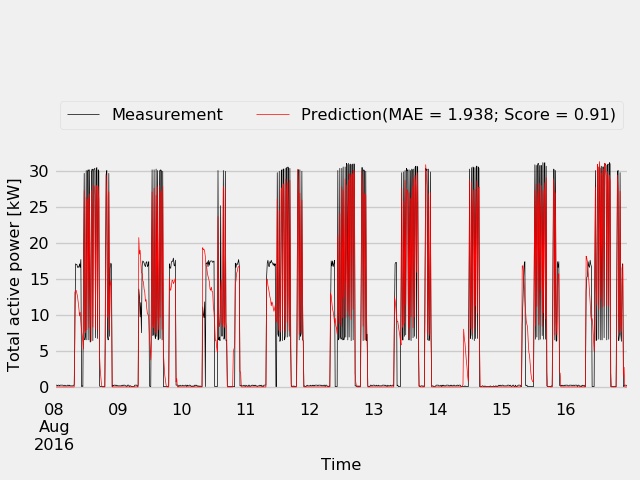 Measurement
Prediction(MAE = 1.938; Score = 0.91)
Total active power [kW]
30
25
20
15
10
5
0
08 09 10 11 12 13 14 15 16
Aug
2016
Time